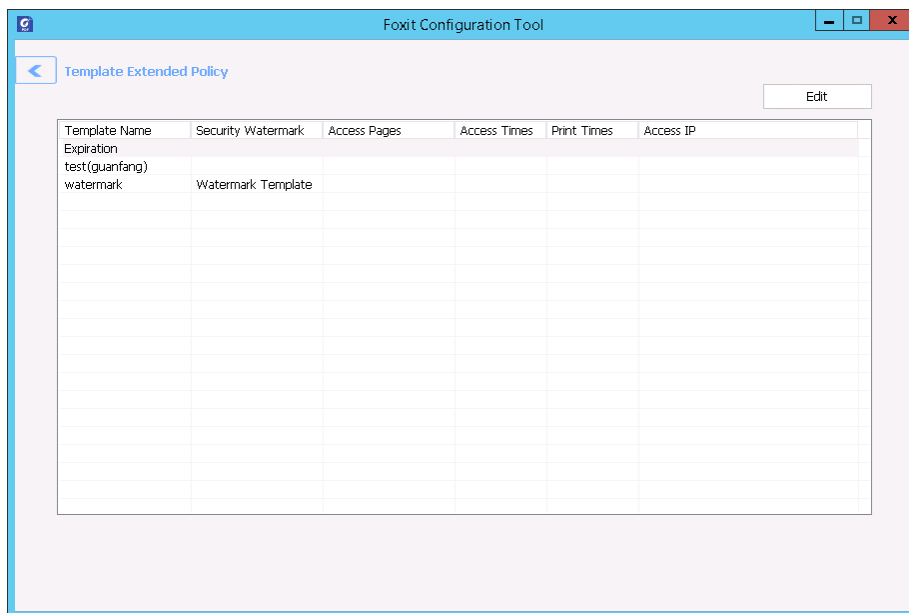 Foxit Configuration Tool
Template Extended Policy
Edit
Template Name Security Watermark Access Pages Access Times Print Times Access IP
Expiration
test(guanfang)
watermark Watermark Template